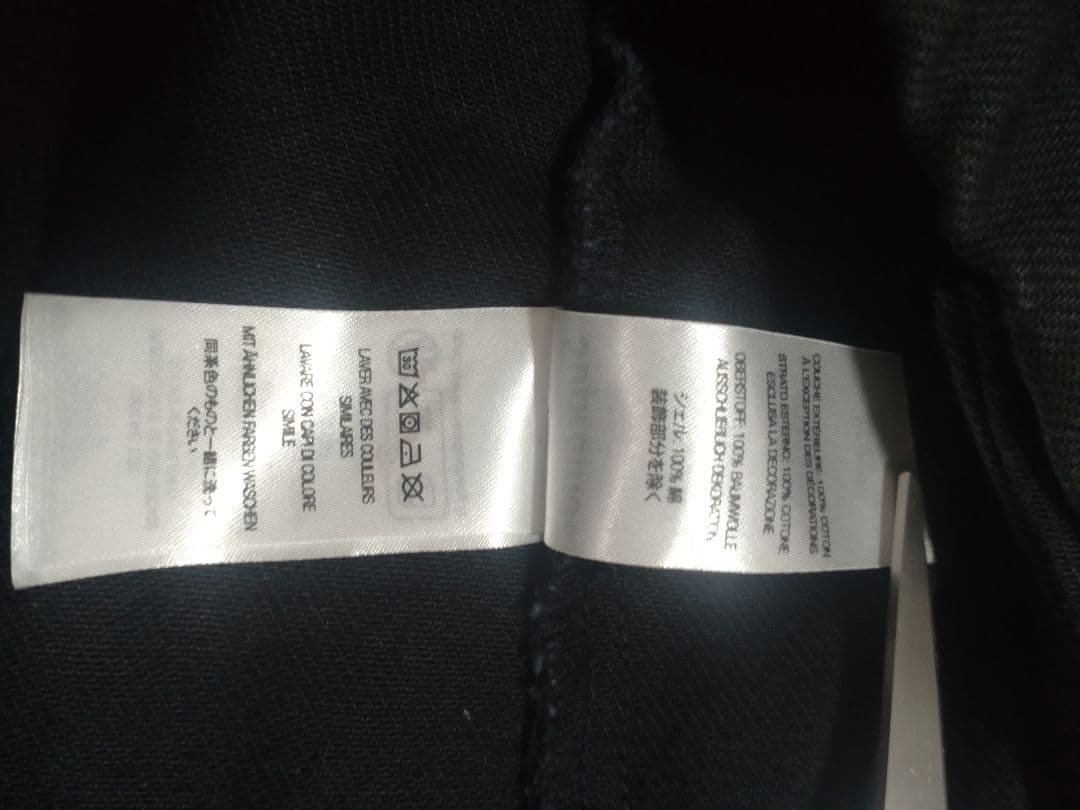 COUCHE EXTÉRIEURE: 100% COTON
À L'EXCEPTION DES DÉCORATIONS
STRATO ESTERNO: 100% COTONE
ESCLUSA LA DECORAZIONE
OBERSTOFF: 100% BAUMWOLLE
AUSSCHLIEßLICH DEKORATION
シェル: 100% 綿
装飾部分を除く
30
LAVER AVEC DES COULEURS
SIMILAIRES
LAVARE CON CAPI DI COLORE
SIMILE
MIT ÄHNLICHEN FARBEN WASCHEN
同系色のものと一緒に洗って
ください